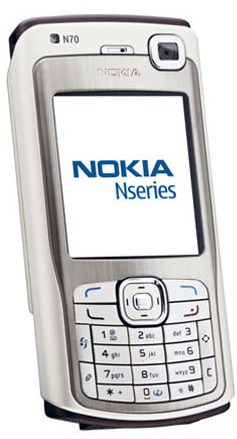 N70
NOKIA
NOKIA
Nseries
1
2 abc
def 3
4 ghi
5 jkl
mno 6
7 pqrs
8 tuv
wxyz 9
* +
0
#